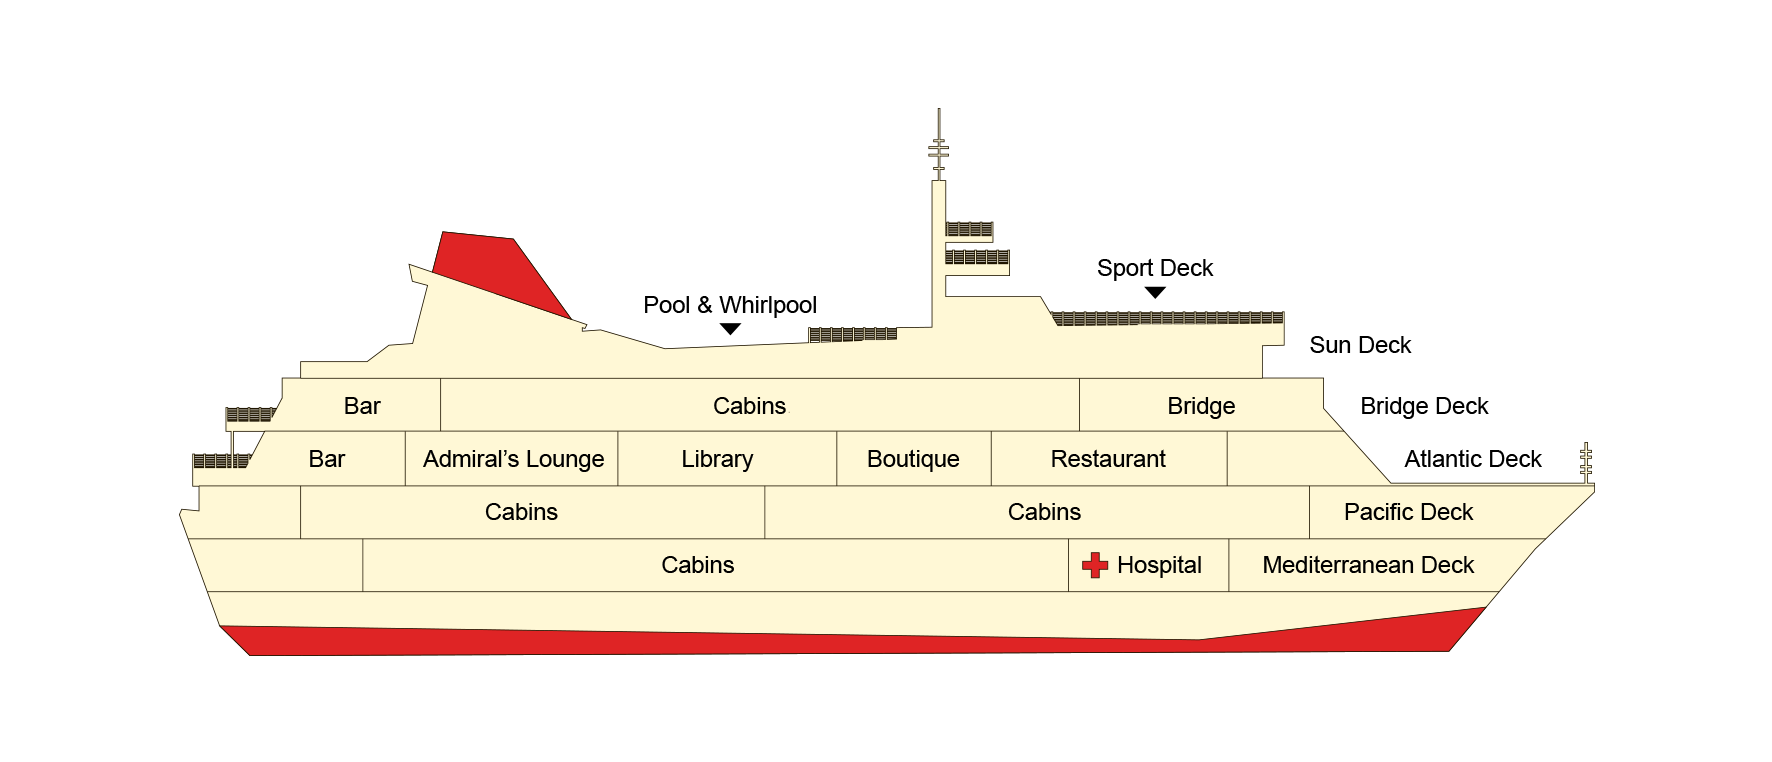 Sport Deck
Pool & Whirlpool
Sun Deck
Bar Cabins Bridge Bridge Deck
Bar Admiral’s Lounge Library Boutique Restaurant Atlantic Deck
Cabins Cabins Pacific Deck
Cabins Hospital Mediterranean Deck